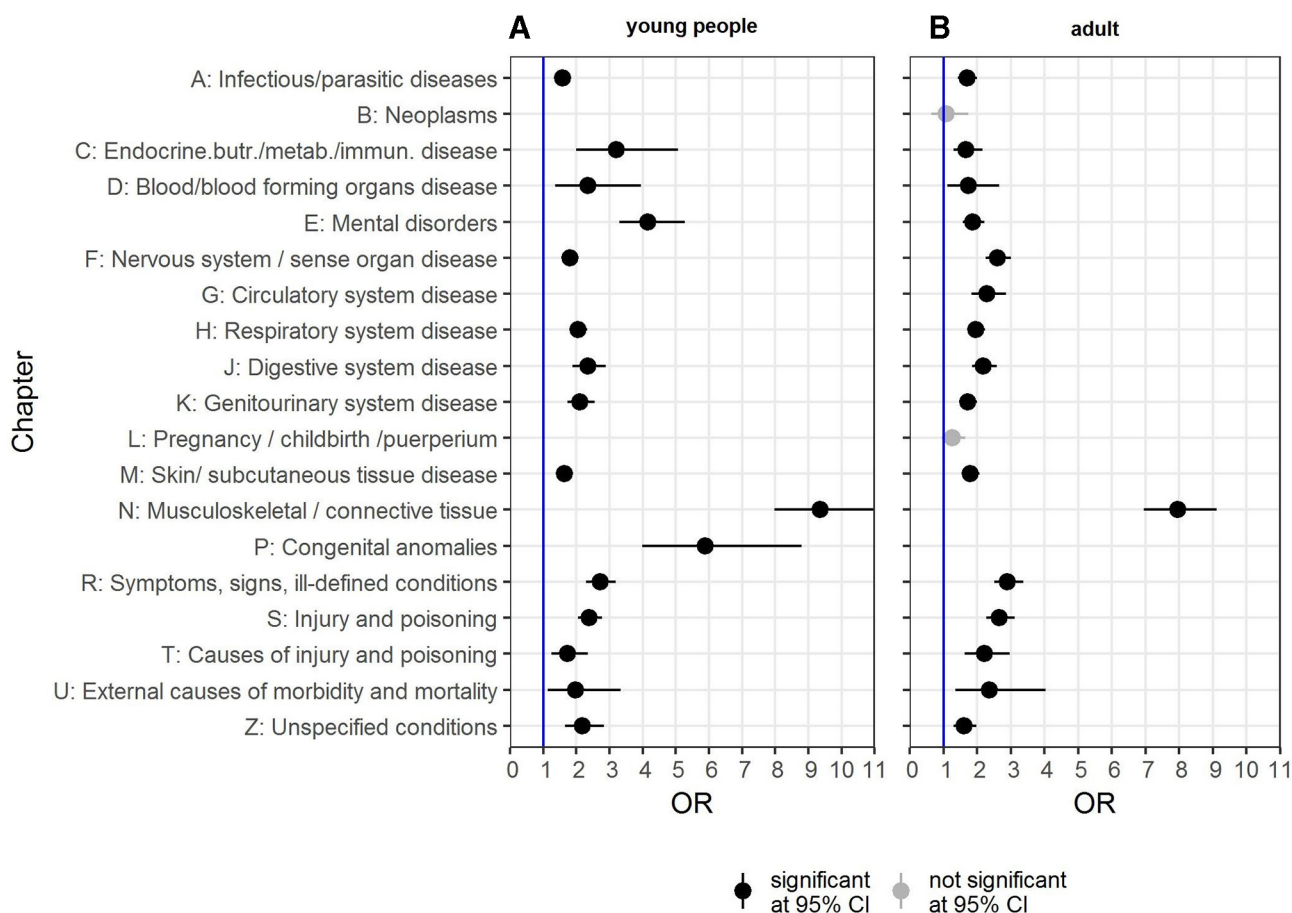 A young people
B adult
Chapter
A: Infectious/parasitic diseases
B: Neoplasms
C: Endocrine.butr./metab./immun. disease
D: Blood/blood forming organs disease
E: Mental disorders
F: Nervous system / sense organ disease
G: Circulatory system disease
H: Respiratory system disease
J: Digestive system disease
K: Genitourinary system disease
L: Pregnancy / childbirth /puerperium
M: Skin/ subcutaneous tissue disease
N: Musculoskeletal / connective tissue
P: Congenital anomalies
R: Symptoms, signs, ill-defined conditions
S: Injury and poisoning
T: Causes of injury and poisoning
U: External causes of morbidity and mortality
Z: Unspecified conditions
0 1 2 3 4 5 6 7 8 9 10 11
OR
0 1 2 3 4 5 6 7 8 9 10 11
OR
significant
at 95% CI
not significant
at 95% CI